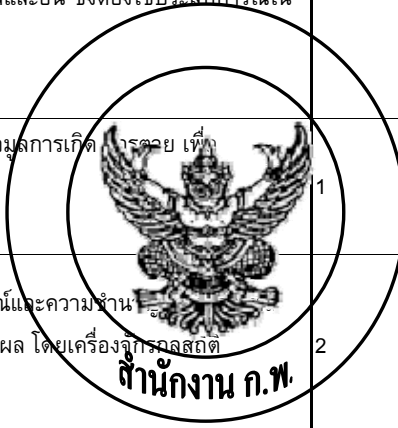 มูลการเกิด การตาย เพื่อ
1
ณ์และความชำนา
ผล โดยเครื่องจักรกลสถิติ
2
สำนักงาน ก.พ.